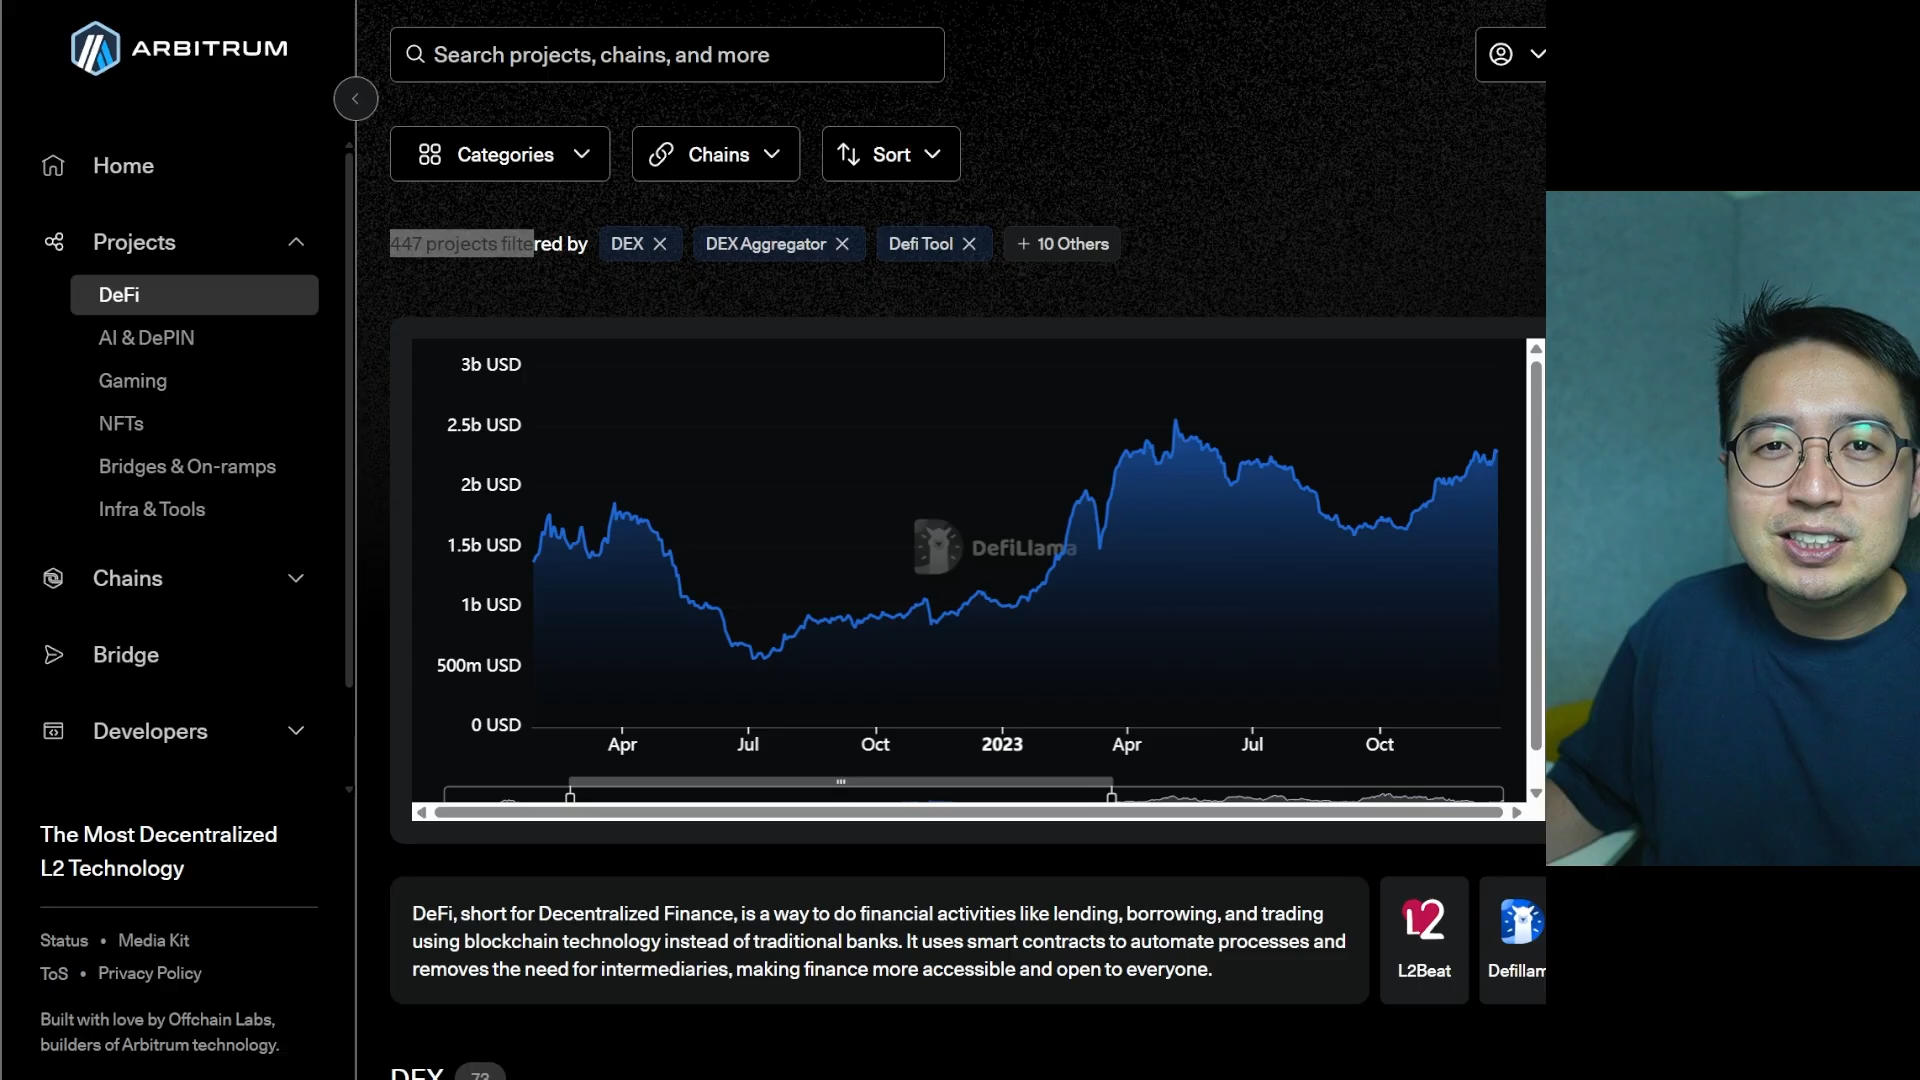 ARBITRUM
Search projects, chains, and more
Home
Projects
DeFi
AI & DePIN
Gaming
NFTs
Bridges & On-ramps
Infra & Tools
Chains
Bridge
Developers
The Most Decentralized
L2 Technology
Status • Media Kit
ToS • Privacy Policy
Built with love by Offchain Labs,
builders of Arbitrum technology.
Categories
Chains
Sort
447 projects filtered by
DEX
DEX Aggregator
Defi Tool
+ 10 Others
3b USD
2.5b USD
2b USD
1.5b USD
1b USD
500m USD
0 USD
DefiLlama
Apr
Jul
Oct
2023
Apr
Jul
Oct
DeFi, short for Decentralized Finance, is a way to do financial activities like lending, borrowing, and trading
using blockchain technology instead of traditional banks. It uses smart contracts to automate processes and
removes the need for intermediaries, making finance more accessible and open to everyone.
L2
L2Beat
Defillam
DEX
73